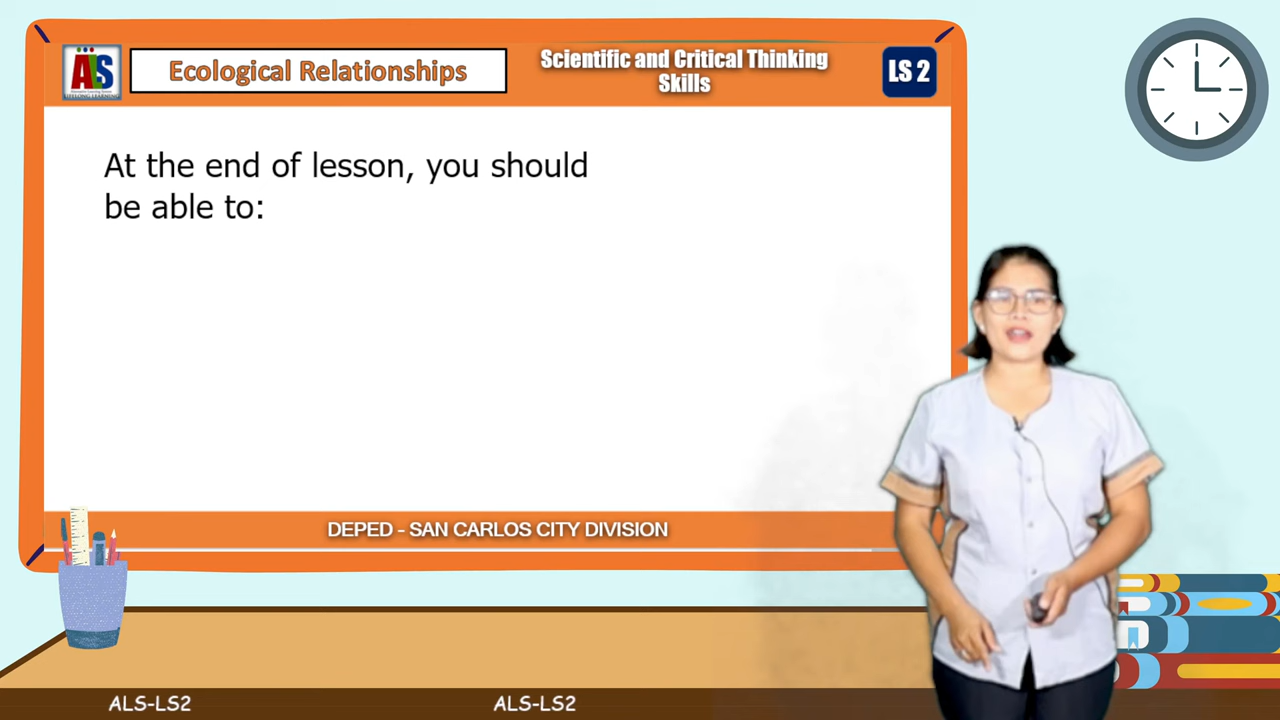 ALS
Ecological Relationships
Scientific and Critical Thinking
Skills
LS 2
At the end of lesson, you should
be able to:
DEPED - SAN CARLOS CITY DIVISION
ALS-LS2
ALS-LS2